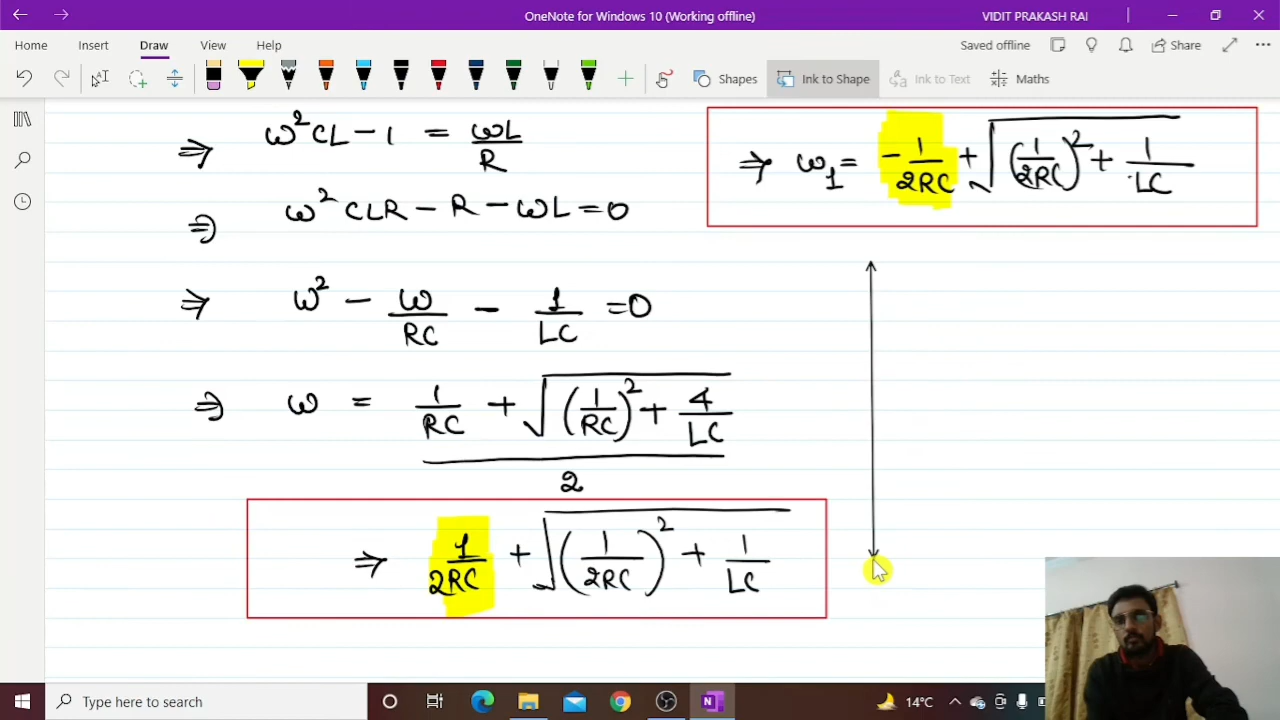 OneNote for Windows 10 (Working offline)
VIDIT PRAKASH RAI
Home Insert Draw View Help
Saved offline
Share
Shapes
Ink to Shape
Ink to Text
Maths
⇒ ω²CL - 1 = ωL/R
⇒ ω²CLR - R - ωL = 0
⇒ ω² - ω/RC - 1/LC = 0
⇒ ω = (1/RC + √((1/RC)² + 4/LC))/2
⇒ 1/2RC + √((1/2RC)² + 1/LC)
⇒ ω₁ = -1/2RC + √((1/2RC)² + 1/LC)
Type here to search
14°C